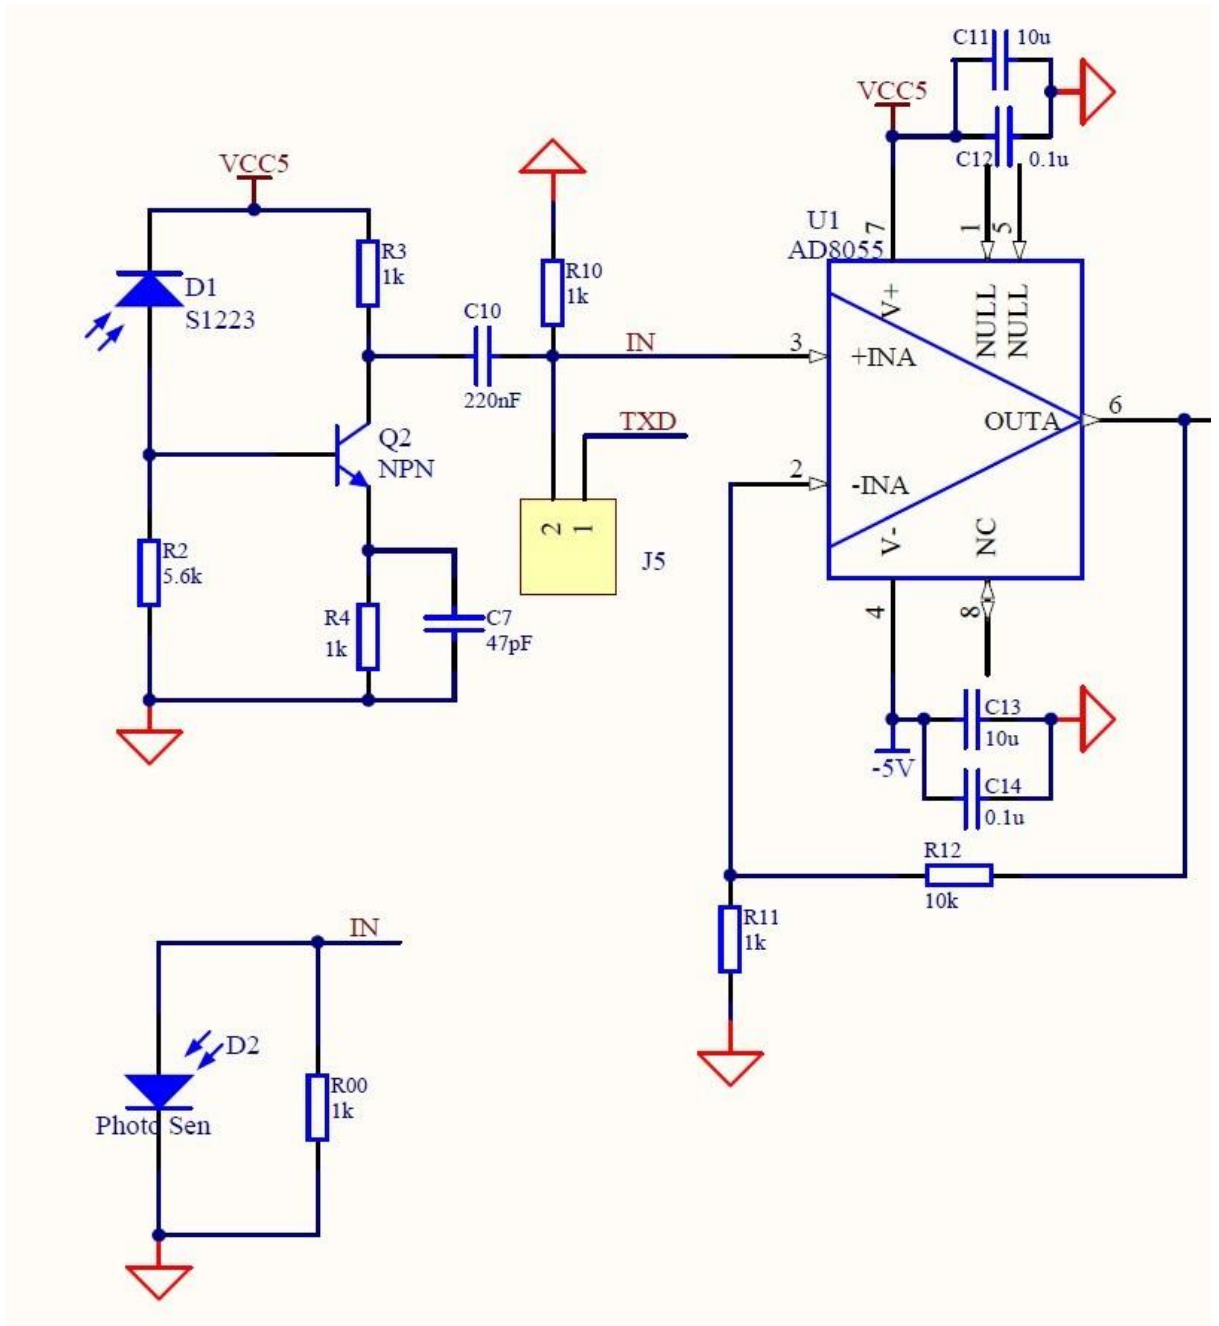 C11 10u
VCC5
C12 0.1u
VCC5
U1
AD8055
7
1
5
D1
S1223
R3
1k
R10
1k
C10
220nF
IN
3
+INA
V+
NULL
NULL
OUTA
6
TXD
Q2
NPN
2
-INA
2
1
J5
V-
NC
4
8
R2
5.6k
R4
1k
C7
47pF
C13
10u
-5V
C14
0.1u
R12
10k
R11
1k
IN
D2
Photo Sen
R00
1k